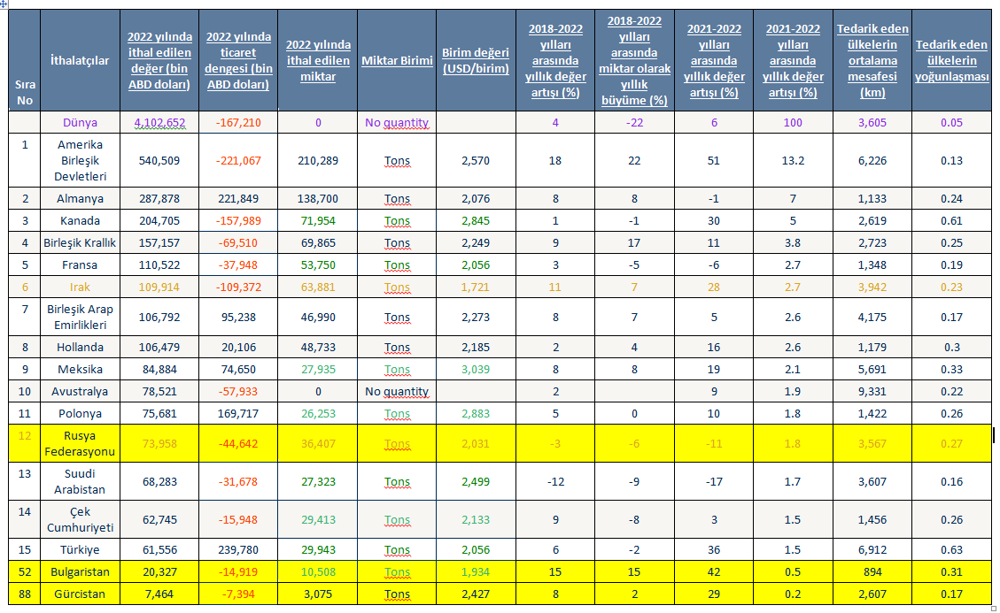 Sıra No | İthalatçılar | 2022 yılında ithal edilen değer (bin ABD doları) | 2022 yılında ticaret dengesi (bin ABD doları) | 2022 yılında ithal edilen miktar | Miktar Birimi | Birim değeri (USD/birim) | 2018-2022 yılları arasında yıllık değer artışı (%) | 2018-2022 yılları arasında miktar olarak yıllık büyüme (%) | 2021-2022 yılları arasında yıllık değer artışı (%) | 2021-2022 yılları arasında yıllık değer artışı (%) | Tedarik eden ülkelerin ortalama mesafesi (km) | Tedarik eden ülkelerin yoğunlaşması
Dünya | 4,102,652 | -167,210 | 0 | No quantity | | 4 | -22 | 6 | 100 | 3,605 | 0.05
1 | Amerika Birleşik Devletleri | 540,509 | -221,067 | 210,289 | Tons | 2,570 | 18 | 22 | 51 | 13.2 | 6,226 | 0.13
2 | Almanya | 287,878 | 221,849 | 138,700 | Tons | 2,076 | 8 | 8 | -1 | 7 | 1,133 | 0.24
3 | Kanada | 204,705 | -157,989 | 71,954 | Tons | 2,845 | 1 | -1 | 30 | 5 | 2,619 | 0.61
4 | Birleşik Krallık | 157,157 | -69,510 | 69,865 | Tons | 2,249 | 9 | 17 | 11 | 3.8 | 2,723 | 0.25
5 | Fransa | 110,522 | -37,948 | 53,750 | Tons | 2,056 | 3 | -5 | -6 | 2.7 | 1,348 | 0.19
6 | Irak | 109,914 | -109,372 | 63,881 | Tons | 1,721 | 11 | 7 | 28 | 2.7 | 3,942 | 0.23
7 | Birleşik Arap Emirlikleri | 106,792 | 95,238 | 46,990 | Tons | 2,273 | 8 | 7 | 5 | 2.6 | 4,175 | 0.17
8 | Hollanda | 106,479 | 20,106 | 48,733 | Tons | 2,185 | 2 | 4 | 16 | 2.6 | 1,179 | 0.3
9 | Meksika | 84,884 | 74,650 | 27,935 | Tons | 3,039 | 8 | 8 | 19 | 2.1 | 5,691 | 0.33
10 | Avustralya | 78,521 | -57,933 | 0 | No quantity | | 2 | | 9 | 1.9 | 9,331 | 0.22
11 | Polonya | 75,681 | 169,717 | 26,253 | Tons | 2,883 | 5 | 0 | 10 | 1.8 | 1,422 | 0.26
12 | Rusya Federasyonu | 73,958 | -44,642 | 36,407 | Tons | 2,031 | -3 | -6 | -11 | 1.8 | 3,567 | 0.27
13 | Suudi Arabistan | 68,283 | -31,678 | 27,323 | Tons | 2,499 | -12 | -9 | -17 | 1.7 | 3,607 | 0.16
14 | Çek Cumhuriyeti | 62,745 | -15,948 | 29,413 | Tons | 2,133 | 9 | -8 | 3 | 1.5 | 1,456 | 0.26
15 | Türkiye | 61,556 | 239,780 | 29,943 | Tons | 2,056 | 6 | -2 | 36 | 1.5 | 6,912 | 0.63
52 | Bulgaristan | 20,327 | -14,919 | 10,508 | Tons | 1,934 | 15 | 15 | 42 | 0.5 | 894 | 0.31
88 | Gürcistan | 7,464 | -7,394 | 3,075 | Tons | 2,427 | 8 | 2 | 29 | 0.2 | 2,607 | 0.17